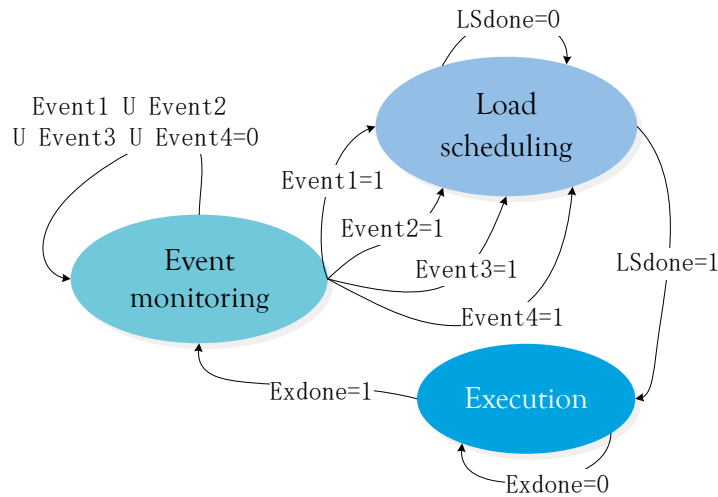 LSdone=0
Event1 U Event2
U Event3 U Event4=0
Load
scheduling
Event1=1
Event2=1
Event3=1
Event4=1
LSdone=1
Event
monitoring
Exdone=1
Execution
Exdone=0